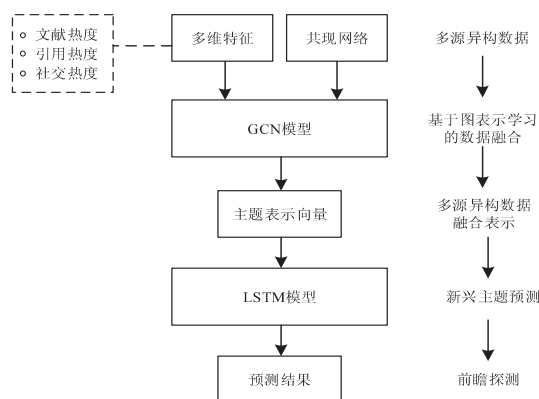 文献热度
引用热度
社交热度
多维特征
共现网络
多源异构数据
GCN模型
基于图表示学习
的数据融合
主题表示向量
多源异构数据
融合表示
LSTM模型
新兴主题预测
预测结果
前瞻探测